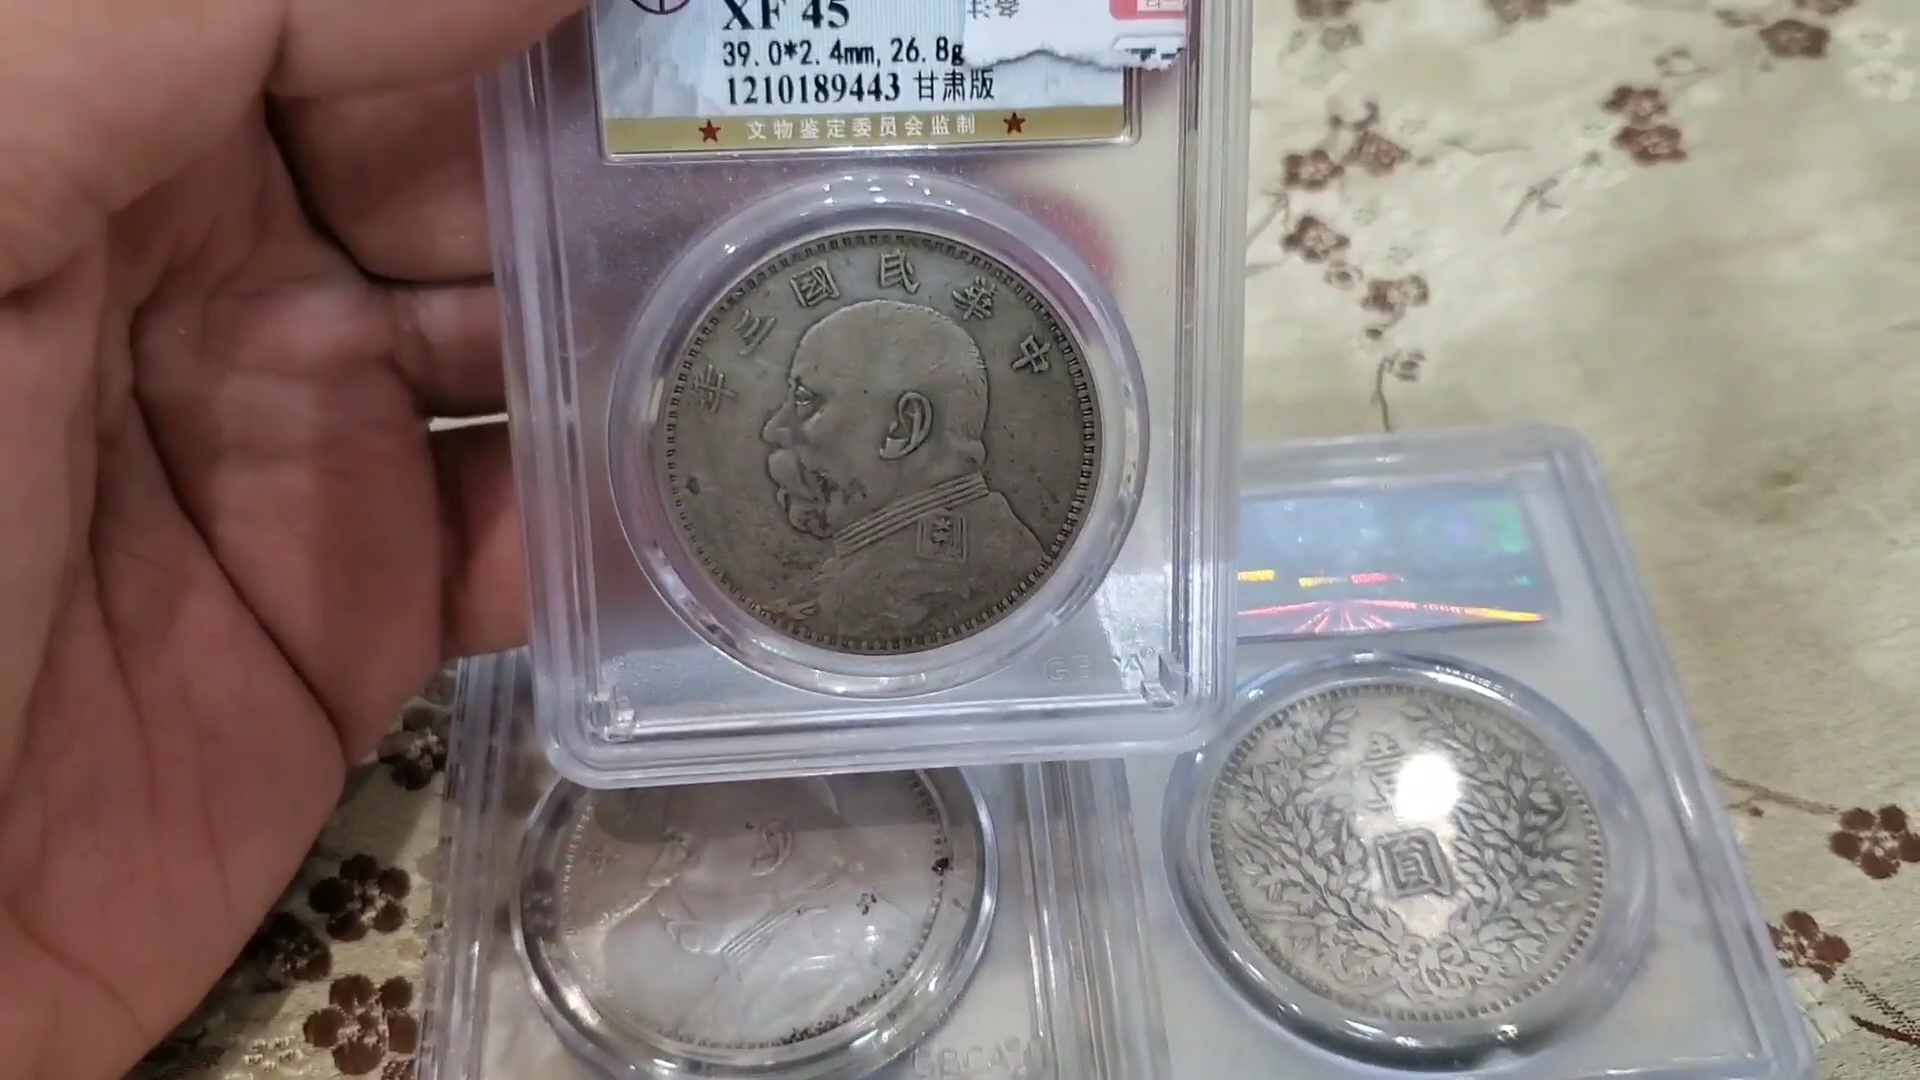 XF 45
39.0*2.4mm, 26.8g
1210189443 甘肃版
★ 文物鉴定委员会监制 ★
年三國民華中
壹圓
GBCA